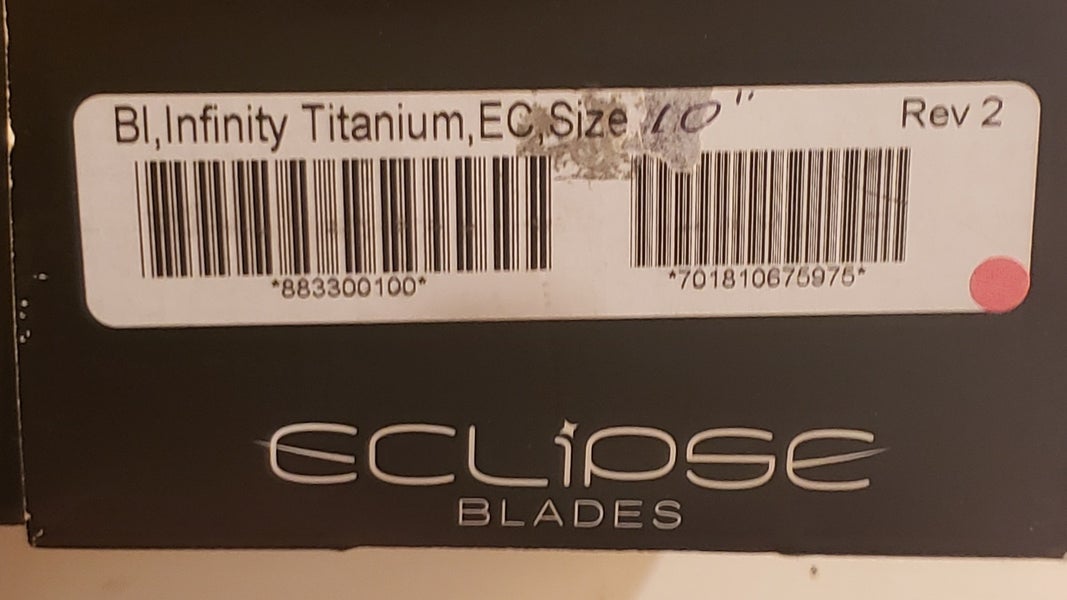 Bl,Infinity Titanium,EC,Size 10"
Rev 2
*883300100*
*701810675975*
ECLiPSE
BLADES